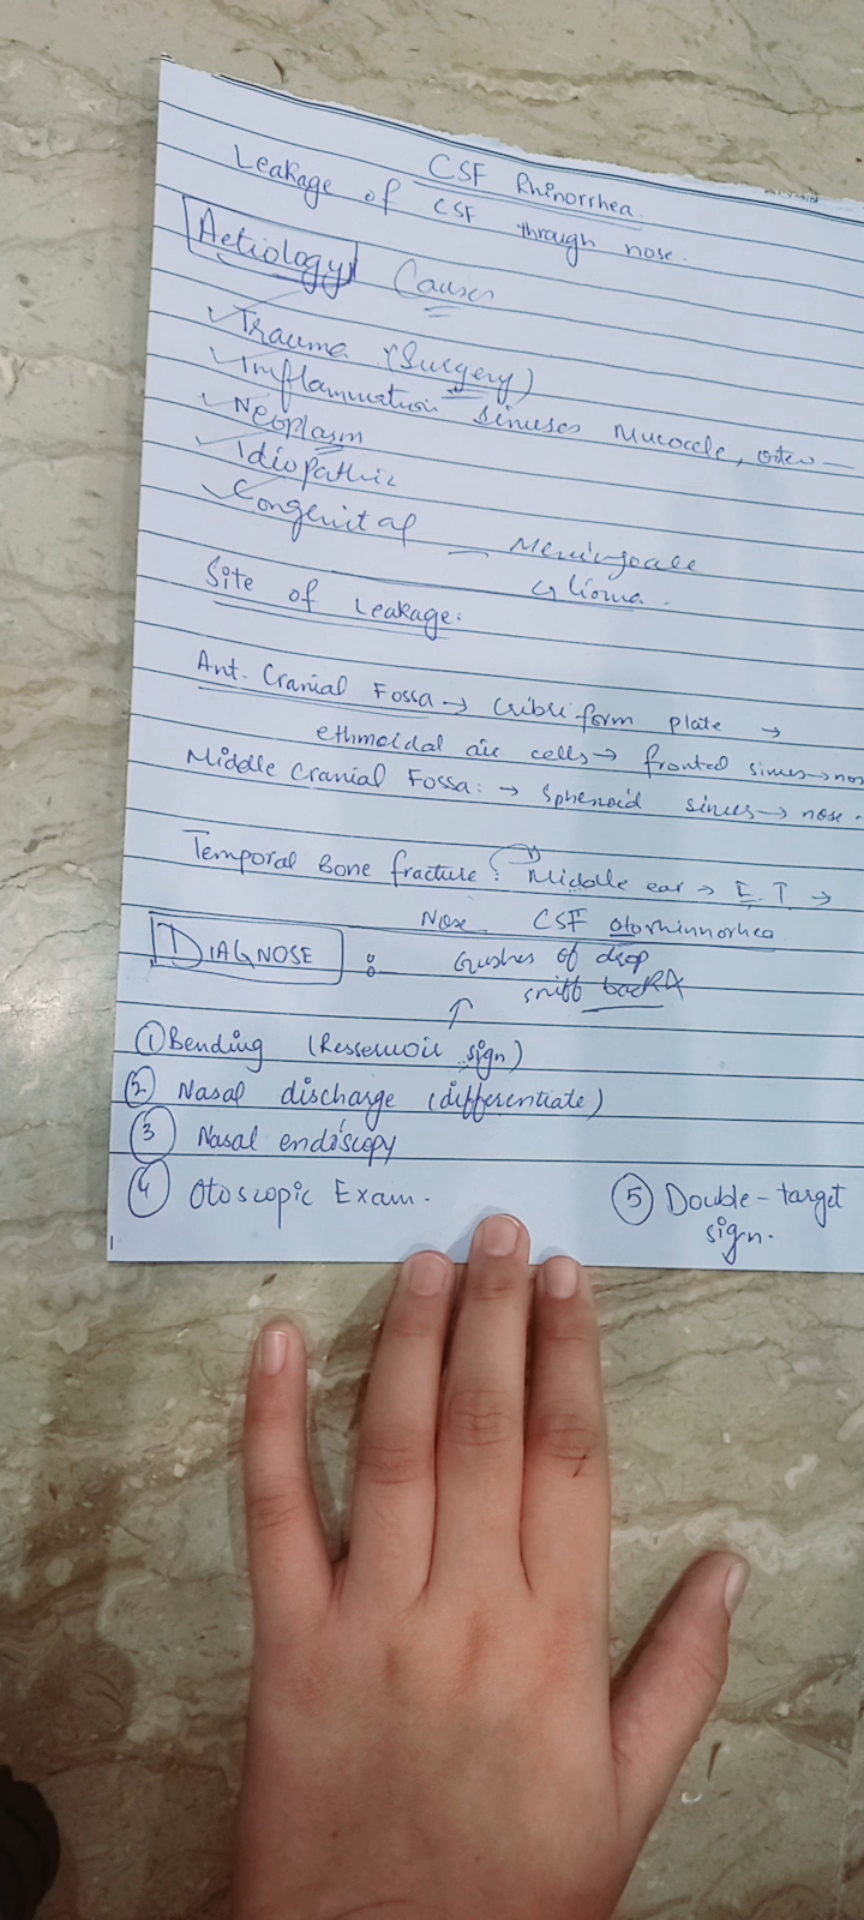 CSF Rhinorrhea.
Leakage of CSF through nose.
Aetiology Causes
Trauma (Surgery)
Inflammation sinuses Mucocele, osteo—
Neoplasm
Idiopathic
Congenital — Meningocele
Glioma.
Site of Leakage:
Ant. Cranial Fossa → Cribriform plate →
ethmoidal air cells → frontal sinus → nos
Middle Cranial Fossa: → Sphenoid sinus → nose.
Temporal Bone fracture: Middle ear → E.T →
Nose CSF otorhinnorhea
DIAGNOSE : Gushes of drop
sniff back
↑
① Bending (Resservoir sign)
② Nasal discharge (differentiate)
③ Nasal endoscopy
④ Otoscopic Exam.
⑤ Double-target
sign.